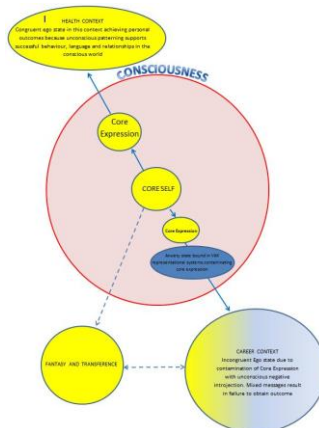 I HEALTH CONTEXT
Congruent ego state in this context achieving personal
outcomes because unconscious patterning supports
successful behaviour, language and relationships in the
conscious world
CONSCIOUSNESS
Core
Expression
CORE SELF
Core Expression
Anxiety state bound in
representational systems contaminating
core expression
FANTASY AND TRANSFERENCE
CAREER CONTEXT
Incongruent Ego state due to
contamination of Core Expression
with unconscious negative
introjection. Mixed messages result
in failure to obtain outcome